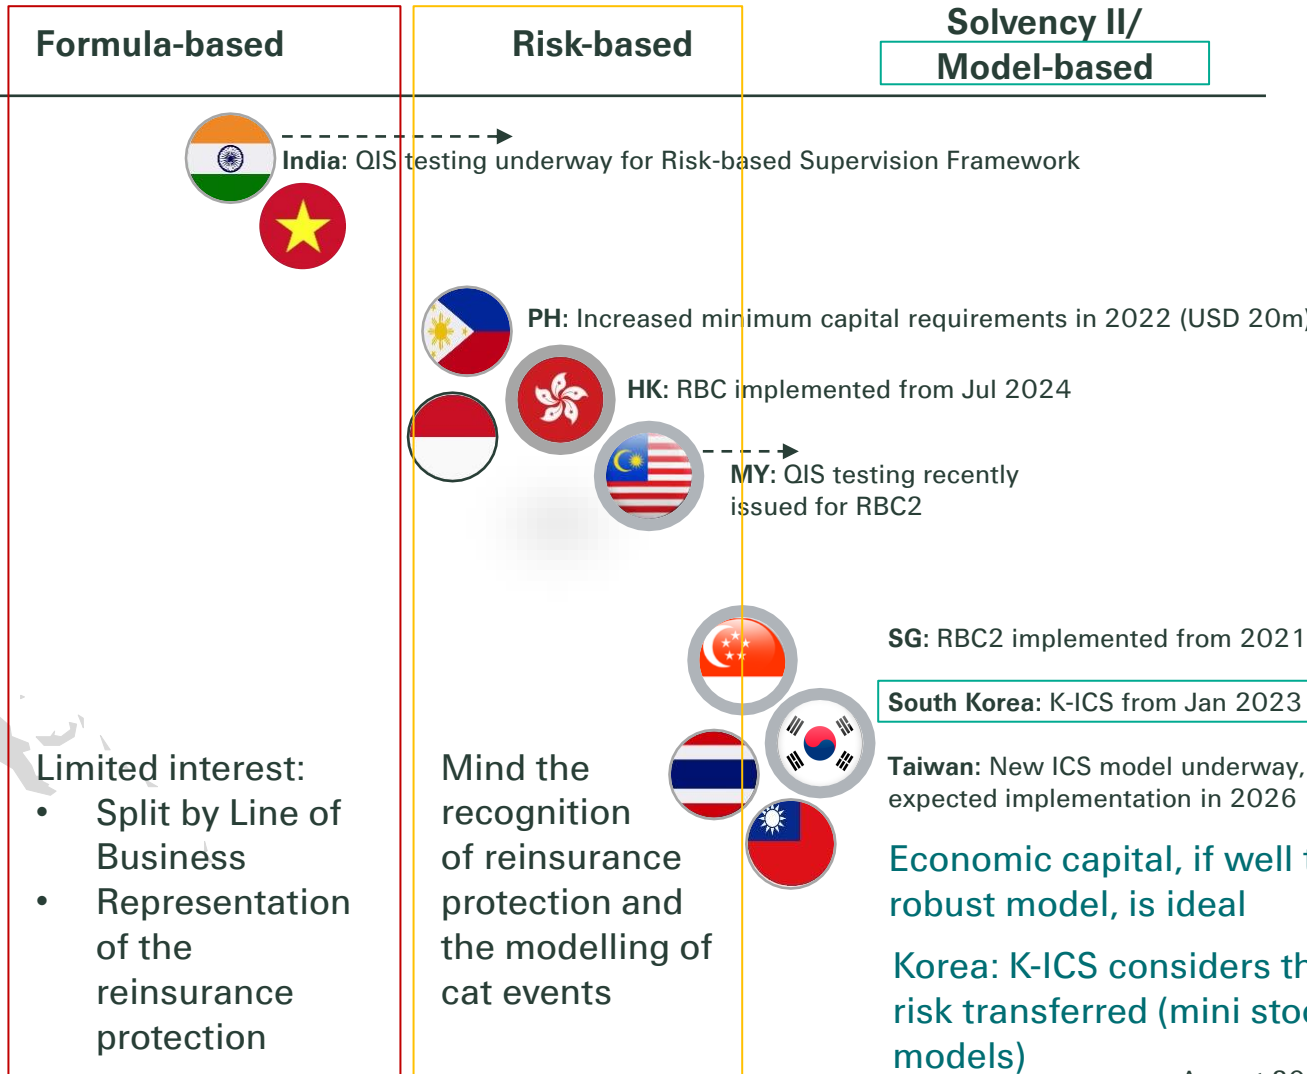 Formula-based
Risk-based
Solvency II/
Model-based
India: QIS testing underway for Risk-based Supervision Framework
PH: Increased minimum capital requirements in 2022 (USD 20m)
HK: RBC implemented from Jul 2024
MY: QIS testing recently
issued for RBC2
SG: RBC2 implemented from 2021
South Korea: K-ICS from Jan 2023
Taiwan: New ICS model underway,
expected implementation in 2026
Limited interest:
• Split by Line of
Business
• Representation
of the
reinsurance
protection
Mind the
recognition
of reinsurance
protection and
the modelling of
cat events
Economic capital, if well
robust model, is ideal
Korea: K-ICS considers
risk transferred (mini
models)